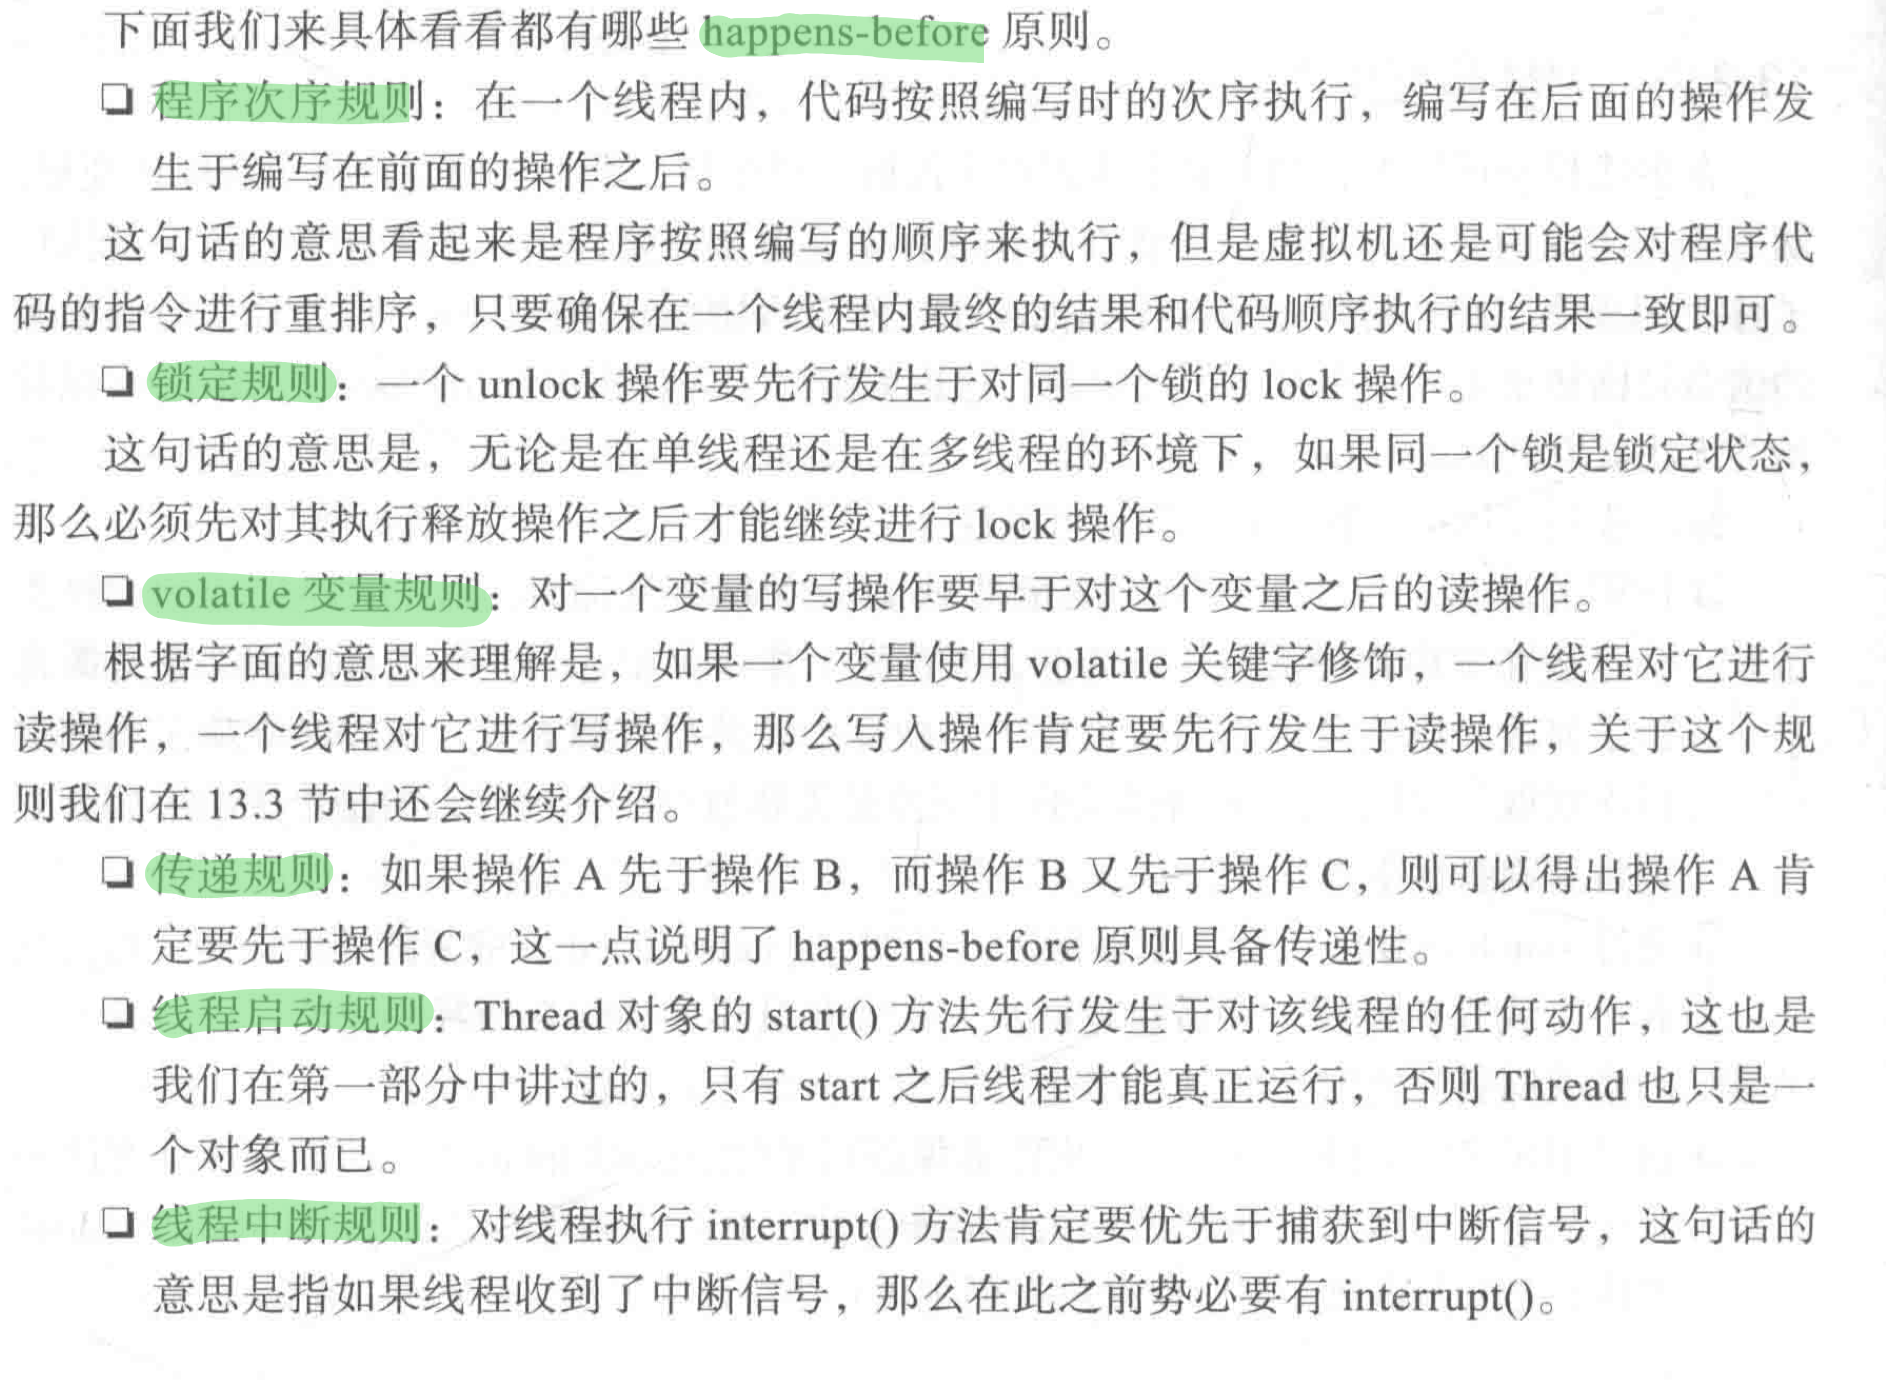 下面我们来具体看看都有哪些 happens-before 原则。
❑ 程序次序规则：在一个线程内，代码按照编写时的次序执行，编写在后面的操作发
生于编写在前面的操作之后。
这句话的意思看起来是程序按照编写的顺序来执行，但是虚拟机还是可能会对程序代
码的指令进行重排序，只要确保在一个线程内最终的结果和代码顺序执行的结果一致即可。
❑ 锁定规则：一个 unlock 操作要先行发生于对同一个锁的 lock 操作。
这句话的意思是，无论是在单线程还是在多线程的环境下，如果同一个锁是锁定状态，
那么必须先对其执行释放操作之后才能继续进行 lock 操作。
❑ volatile 变量规则：对一个变量的写操作要早于对这个变量之后的读操作。
根据字面的意思来理解是，如果一个变量使用 volatile 关键字修饰，一个线程对它进行
读操作，一个线程对它进行写操作，那么写入操作肯定要先行发生于读操作，关于这个规
则我们在 13.3 节中还会继续介绍。
❑ 传递规则：如果操作 A 先于操作 B，而操作 B 又先于操作 C，则可以得出操作 A 肯
定要先于操作 C，这一点说明了 happens-before 原则具备传递性。
❑ 线程启动规则：Thread 对象的 start() 方法先行发生于对该线程的任何动作，这也是
我们在第一部分中讲过的，只有 start 之后线程才能真正运行，否则 Thread 也只是一
个对象而已。
❑ 线程中断规则：对线程执行 interrupt() 方法肯定要优先于捕获到中断信号，这句话的
意思是指如果线程收到了中断信号，那么在此之前势必要有 interrupt()。